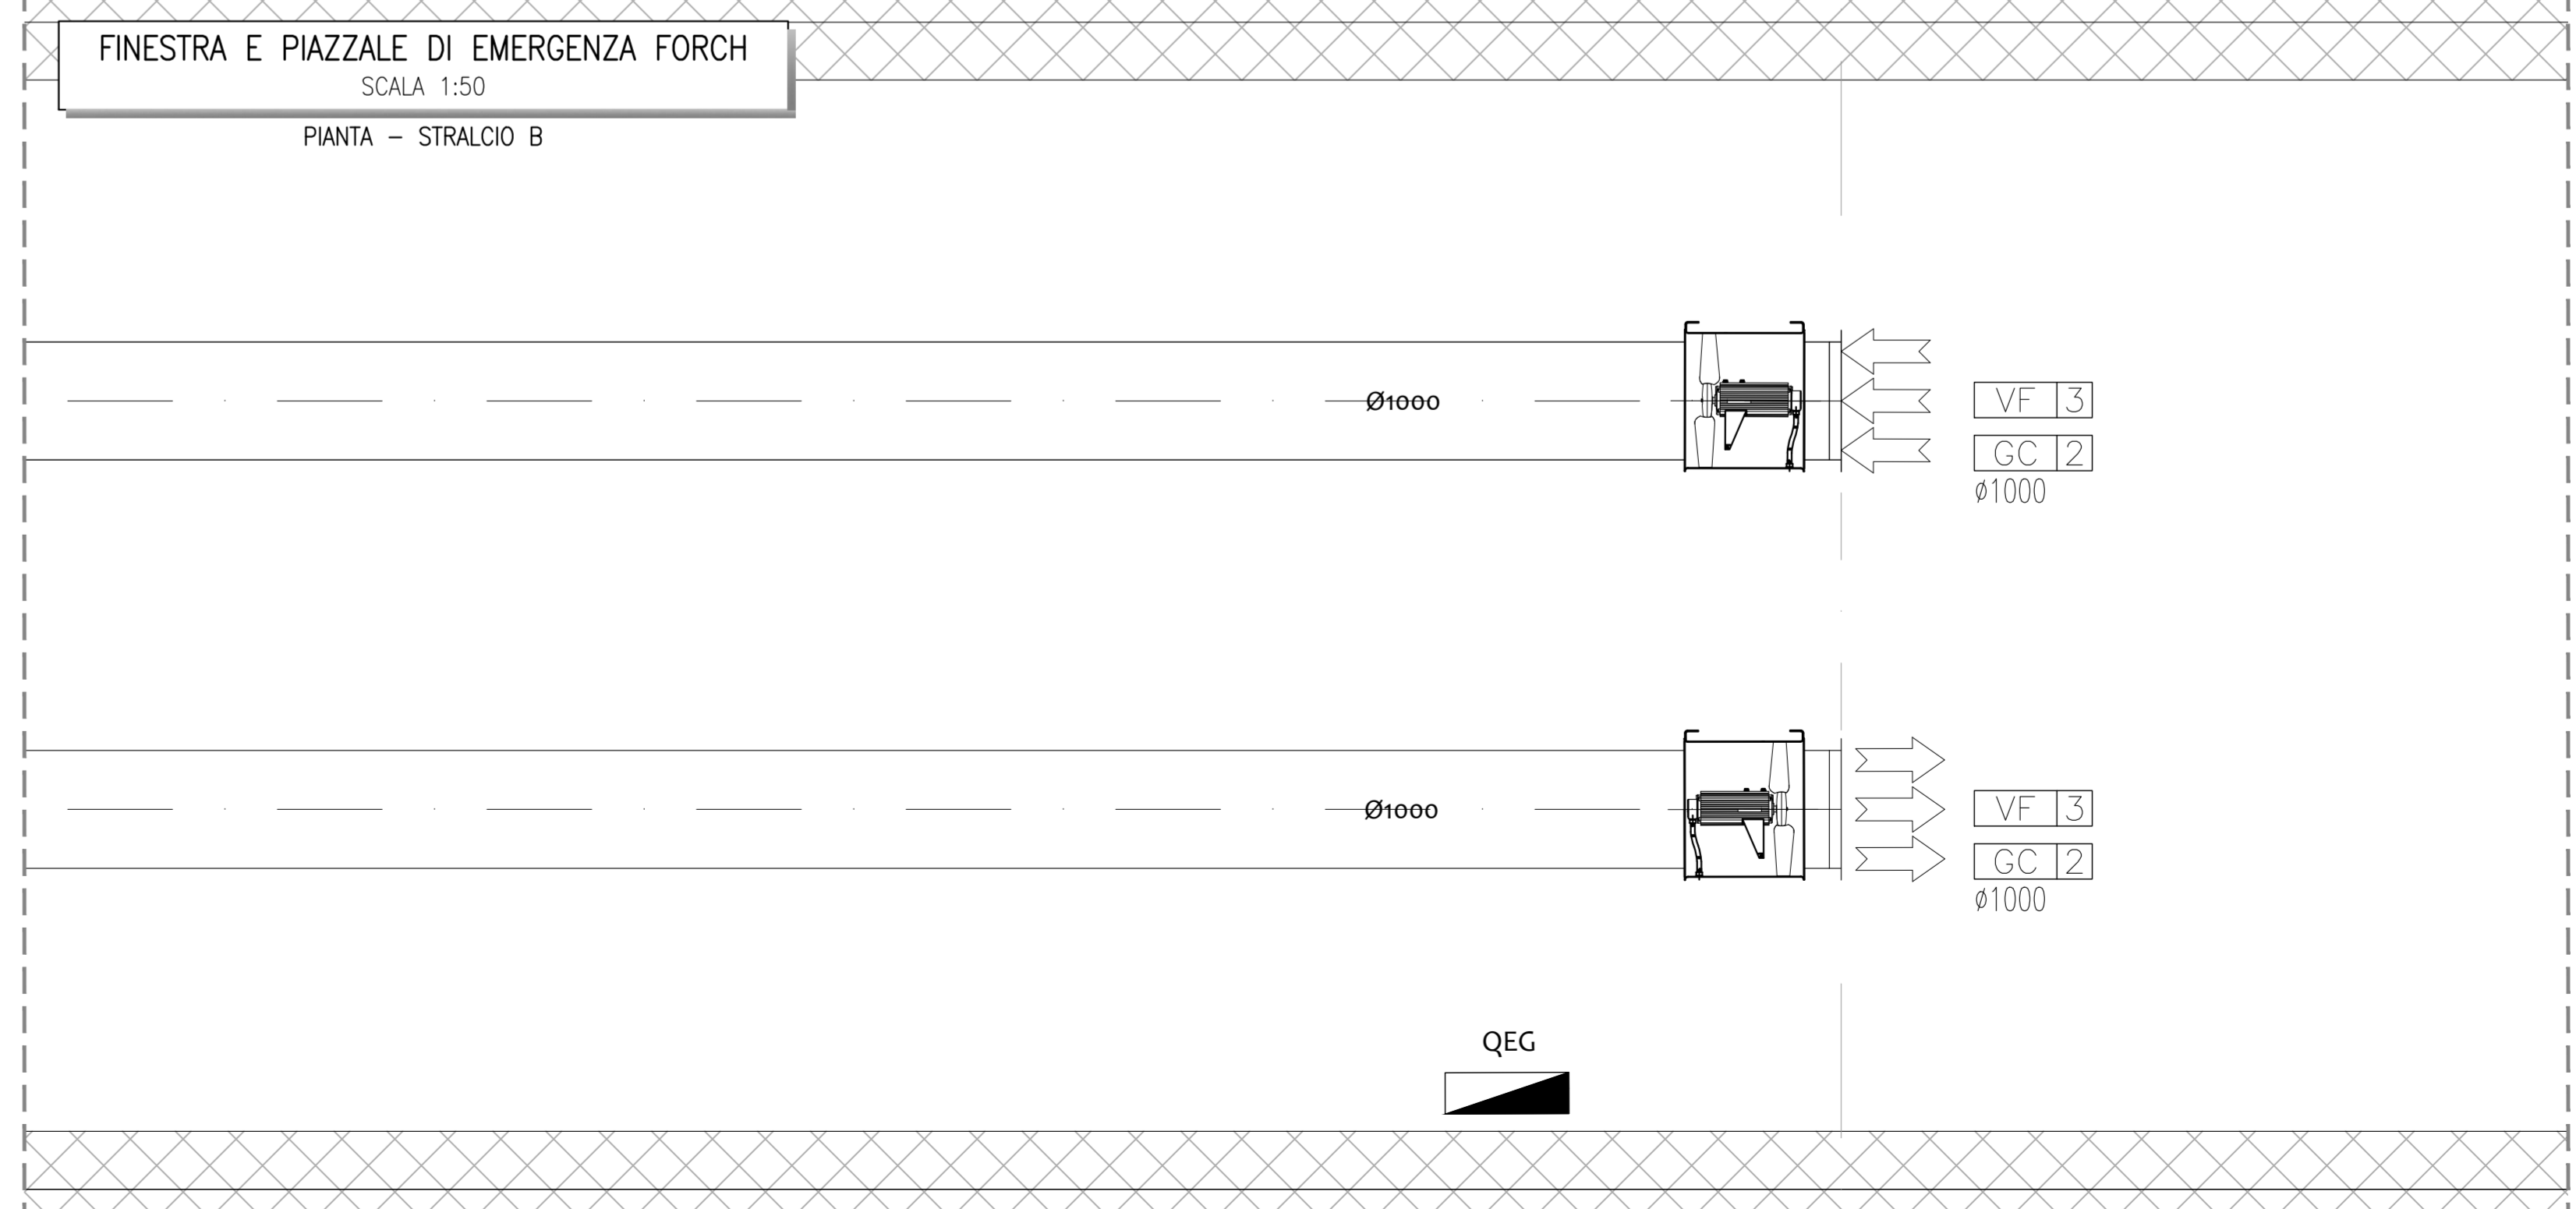 FINESTRA E PIAZZALE DI EMERGENZA FORCH
SCALA 1:50
PIANTA – STRALCIO B
Ø1000
VF 3
GC 2
ø1000
Ø1000
VF 3
GC 2
ø1000
QEG